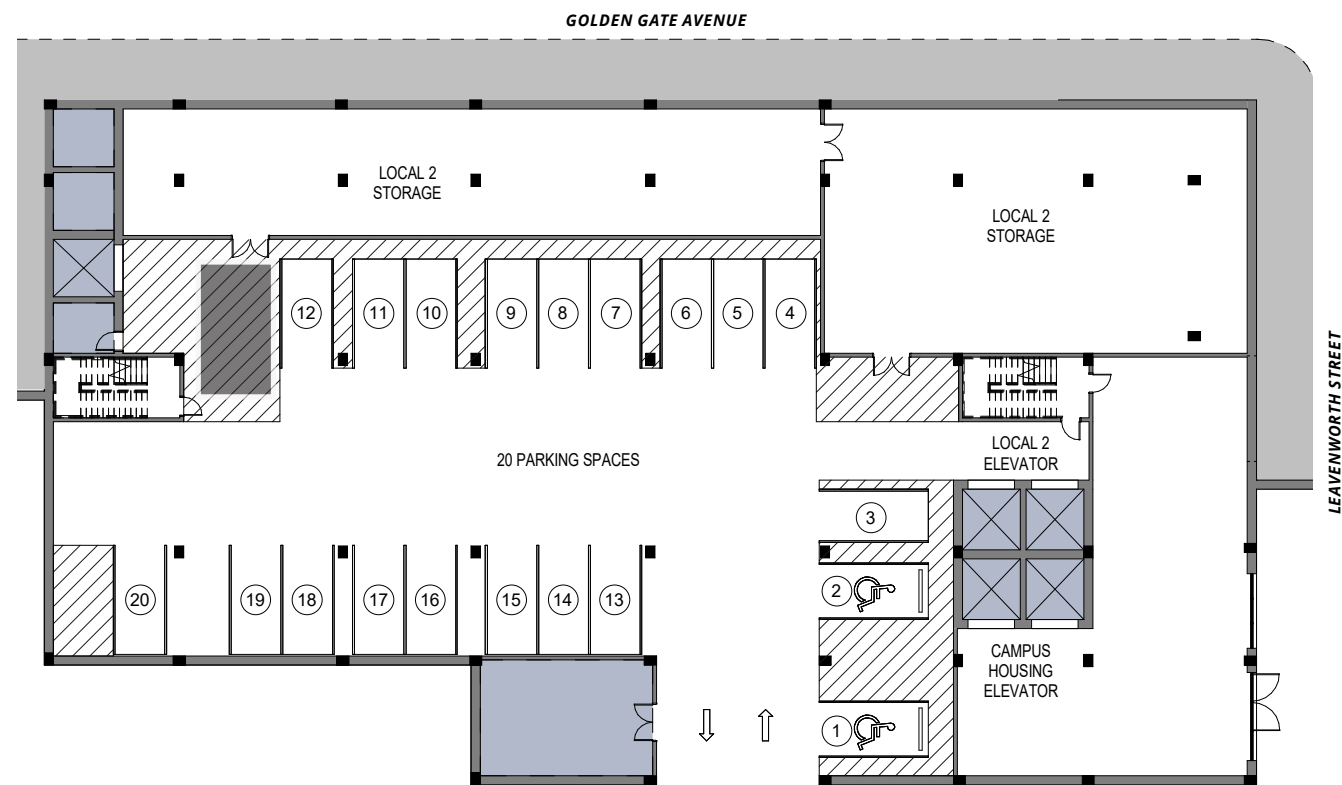 GOLDEN GATE AVENUE
LOCAL 2
STORAGE
LOCAL 2
STORAGE
12
11
10
9
8
7
6
5
4
LEAVENWORTH STREET
20 PARKING SPACES
LOCAL 2
ELEVATOR
3
2
20
19
18
17
16
15
14
13
CAMPUS
HOUSING
ELEVATOR
1